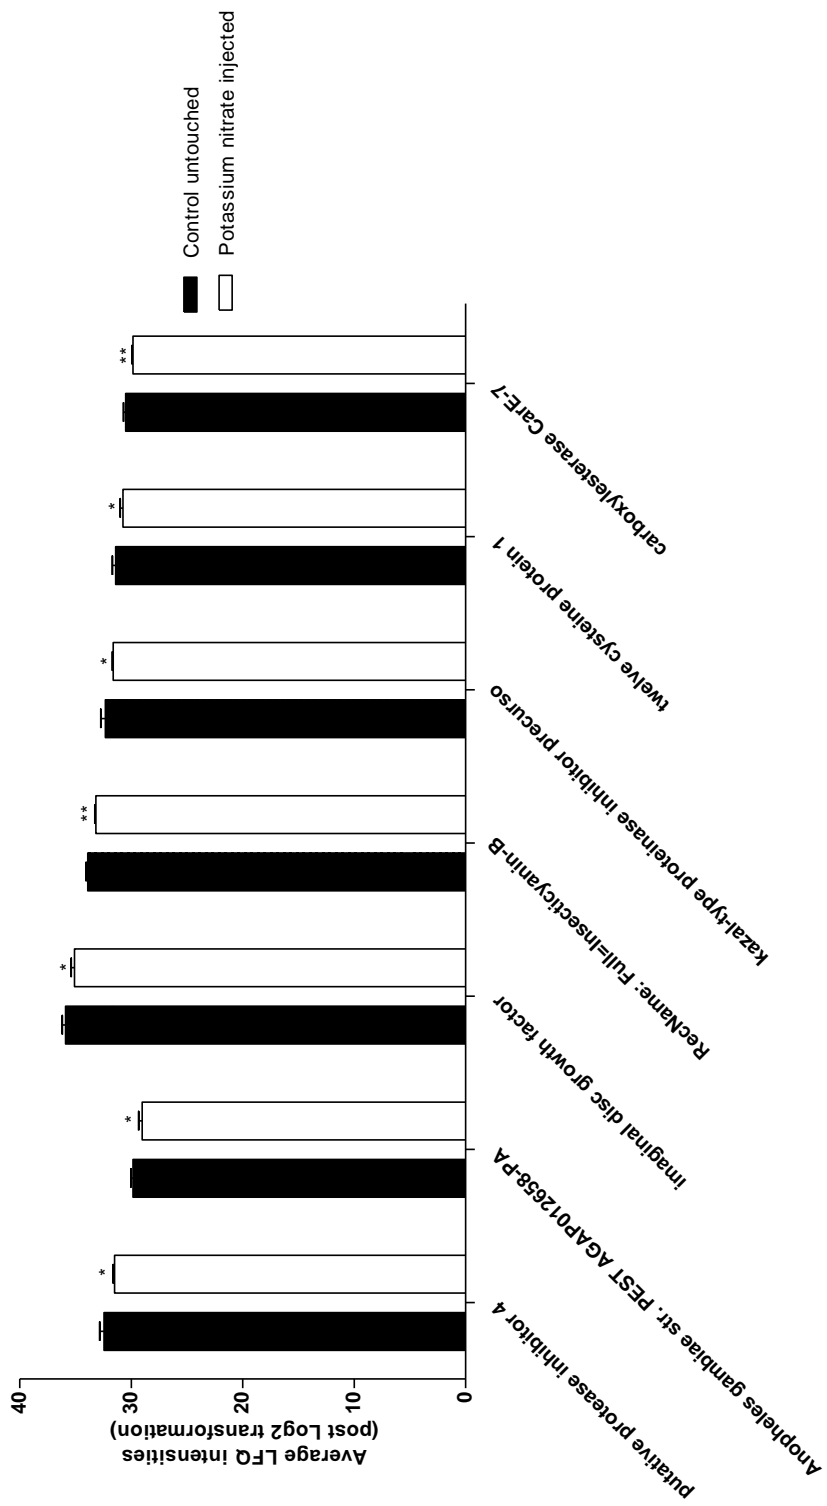 Control untouched
Potassium nitrate injected
Average LFQ intensities
(post Log2 transformation)
40
30
20
10
0
*
*
*
**
*
*
**
putative protease inhibitor 4
Anopheles gambiae str. PEST AGAP012658-PA
imaginal disc growth factor
RecName: Full=Insecticyanin-B
kazal-type proteinase inhibitor precurso
twelve cysteine protein 1
carboxylesterase CarE-7